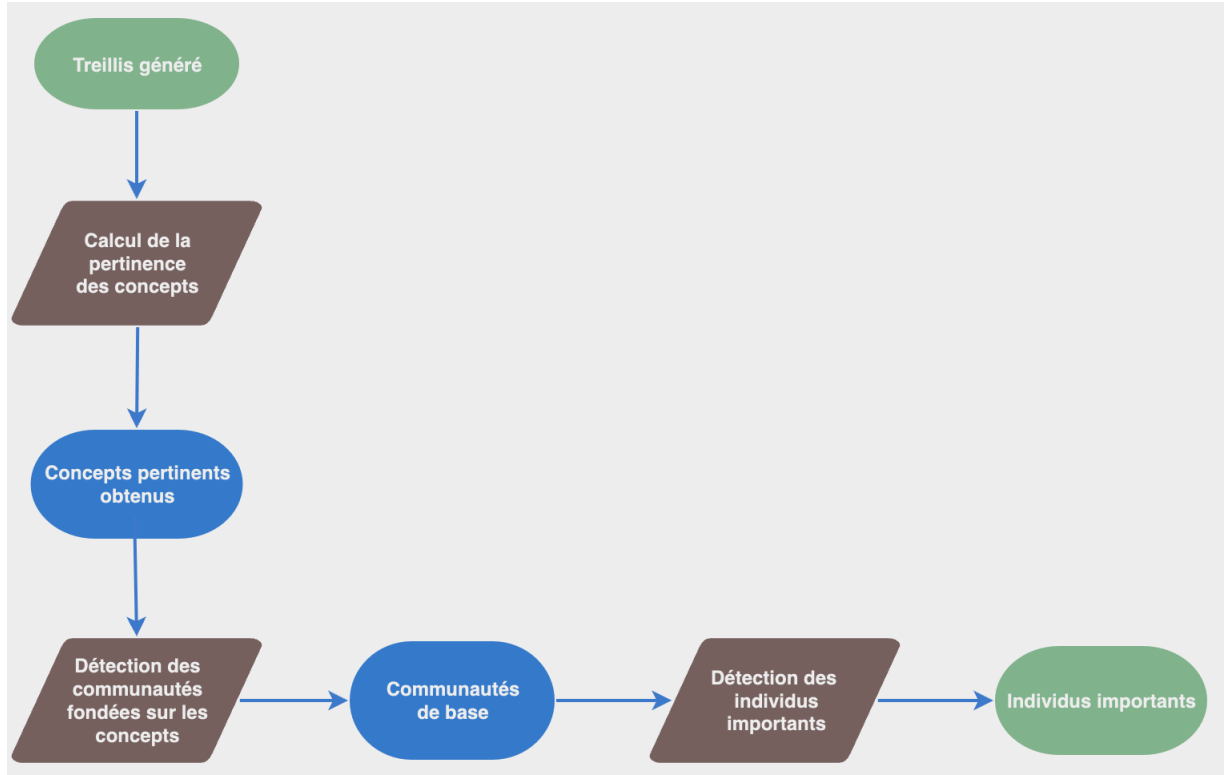 Treillis généré
Calcul de la
pertinence
des concepts
Concepts pertinents
obtenus
Détection des
communautés
fondées sur les
concepts
Communautés
de base
Détection des
individus
importants
Individus importants